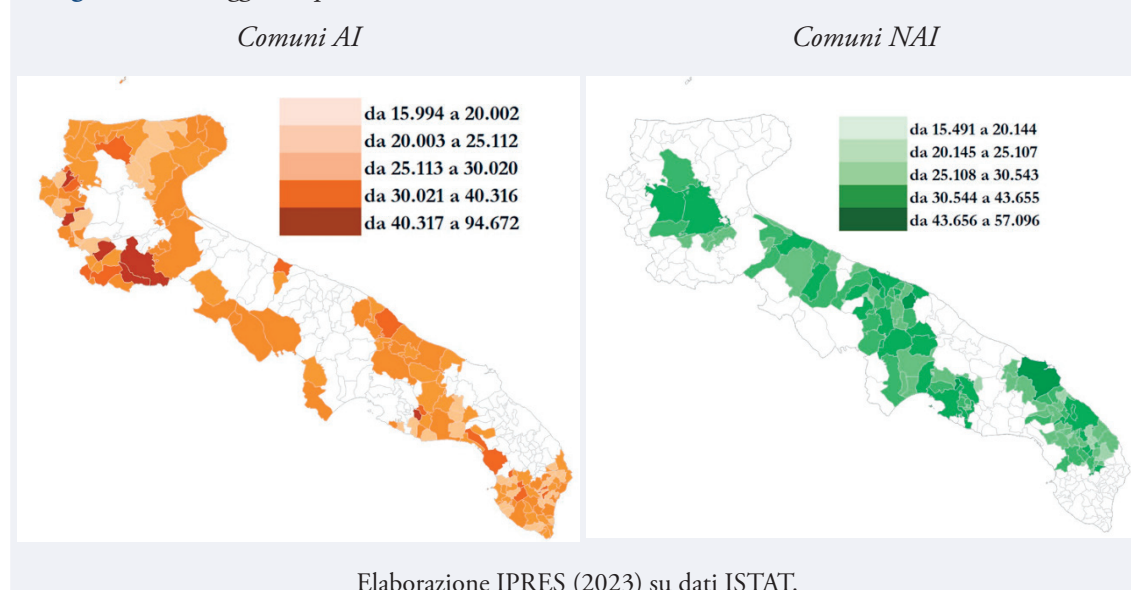 Comuni AI
Comuni NAI
da 15.994 a 20.002
da 20.003 a 25.112
da 25.113 a 30.020
da 30.021 a 40.316
da 40.317 a 94.672
da 15.491 a 20.144
da 20.145 a 25.107
da 25.108 a 30.543
da 30.544 a 43.655
da 43.656 a 57.096
Elaborazione IPRES (2023) su dati ISTAT.